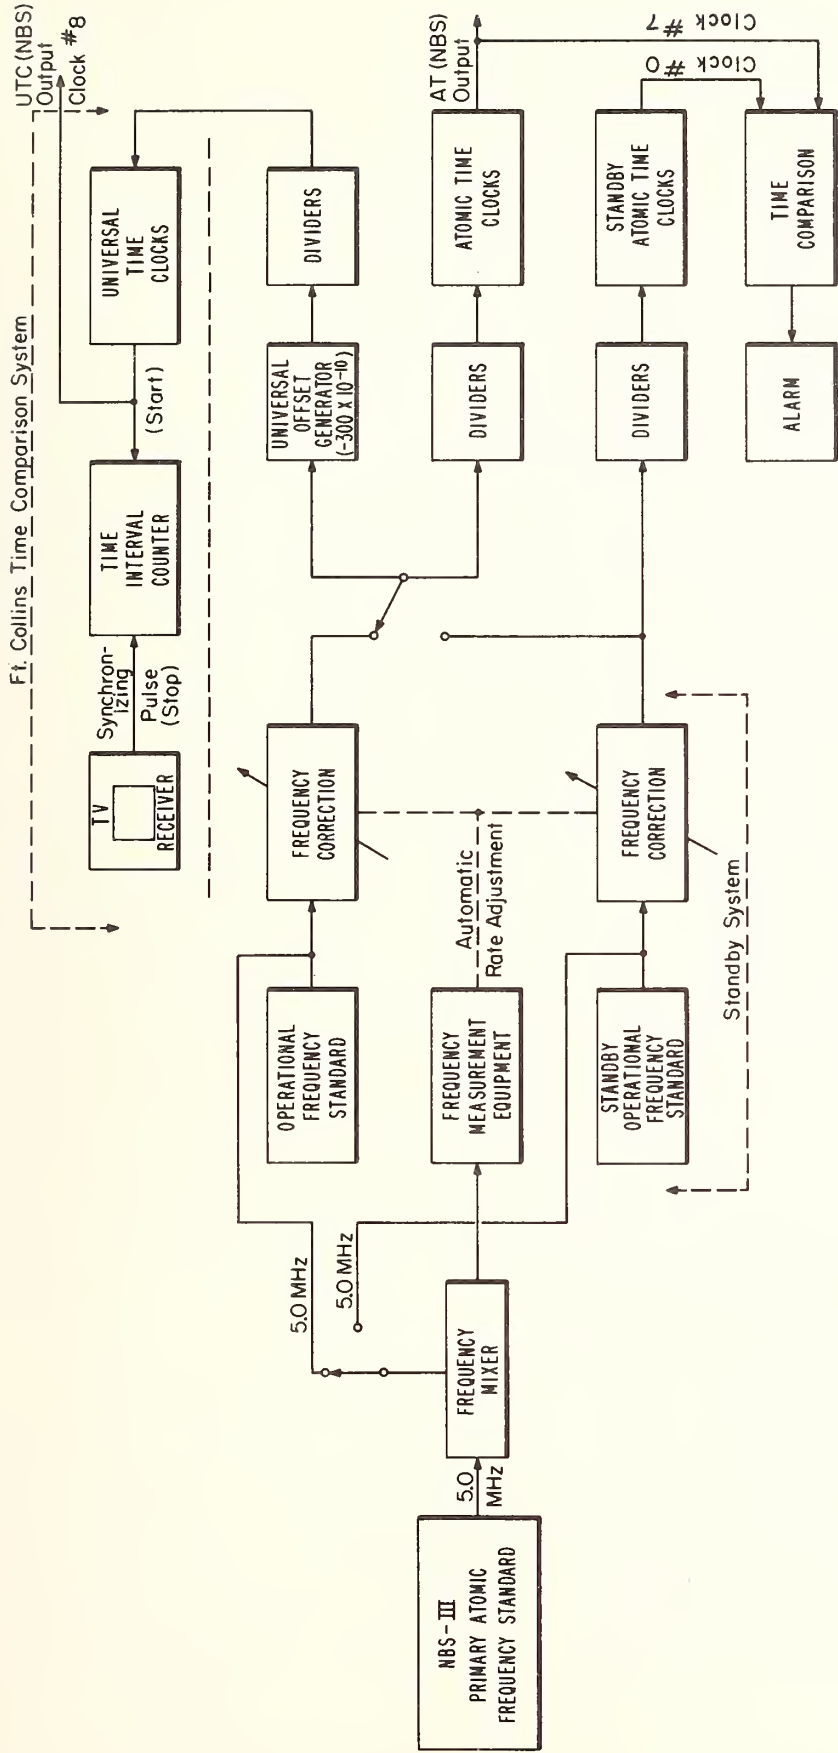 Ft. Collins Time Comparison System
UTC (NBS)
Output
Clock #8
TV
RECEIVER
Synchron-
izing
Pulse
(Stop)
TIME
INTERVAL
COUNTER
(Start)
UNIVERSAL
TIME
CLOCKS
5.0 MHz
5.0 MHz
OPERATIONAL
FREQUENCY
STANDARD
FREQUENCY
CORRECTION
UNIVERSAL
OFFSET
GENERATOR
(-300 X 10-10)
DIVIDERS
NBS-III
PRIMARY ATOMIC
FREQUENCY STANDARD
5.0
MHz
FREQUENCY
MIXER
FREQUENCY
MEASUREMENT
EQUIPMENT
Automatic
Rate Adjustment
DIVIDERS
ATOMIC TIME
CLOCKS
AT (NBS)
Output
Clock #7
Clock #0
STANDBY
OPERATIONAL
FREQUENCY
STANDARD
FREQUENCY
CORRECTION
DIVIDERS
STANDBY
ATOMIC TIME
CLOCKS
Standby System
ALARM
TIME
COMPARISON